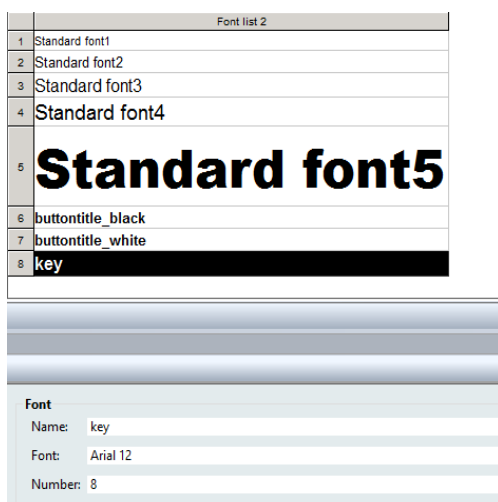 Font list 2
1 Standard font1
2 Standard font2
3 Standard font3
4 Standard font4
5 Standard font5
6 buttontitle_black
7 buttontitle_white
8 key
Font
Name: key
Font: Arial 12
Number: 8